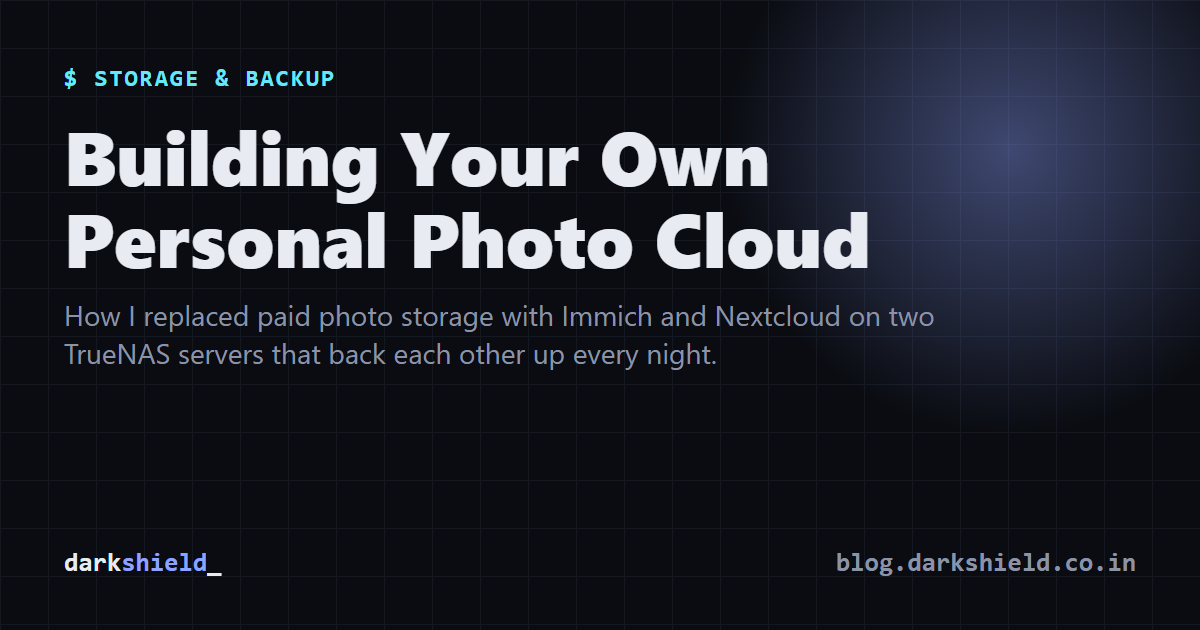 $ STORAGE & BACKUP
Building Your Own
Personal Photo Cloud
How I replaced paid photo storage with Immich and Nextcloud on two
TrueNAS servers that back each other up every night.
darkshield_
blog.darkshield.co.in